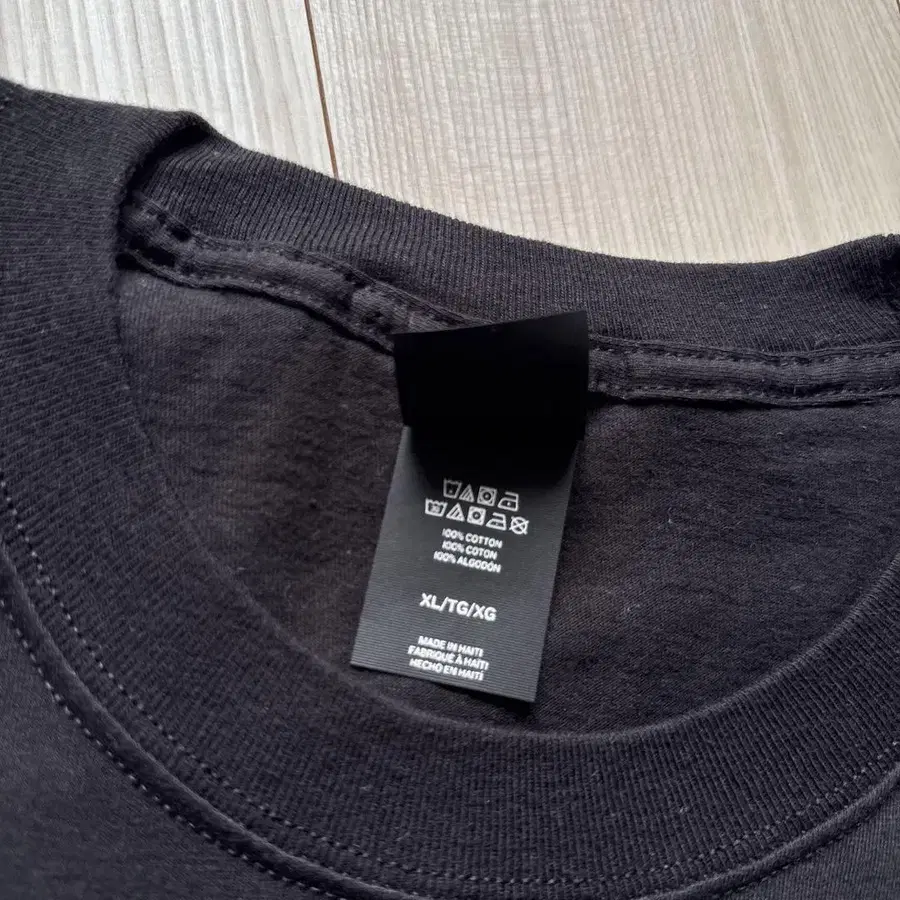 100% COTTON
100% COTON
100% ALGODÓN
XL/TG/XG
MADE IN HAITI
FABRIQUÉ À HAÏTI
HECHO EN HAITÍ